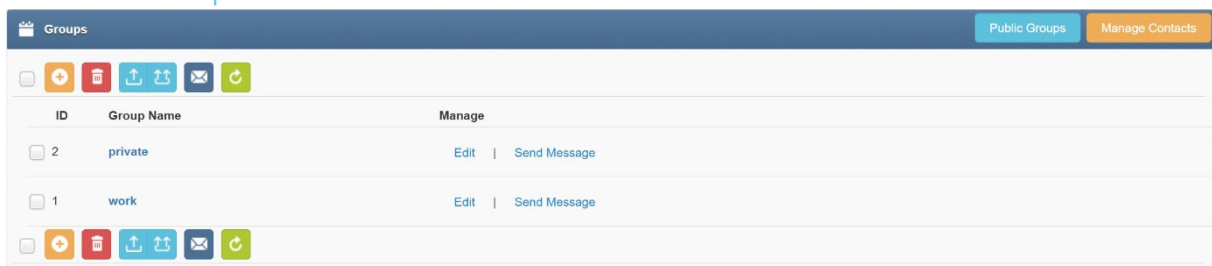 Groups Public Groups Manage Contacts
ID Group Name Manage
2 private Edit | Send Message
1 work Edit | Send Message